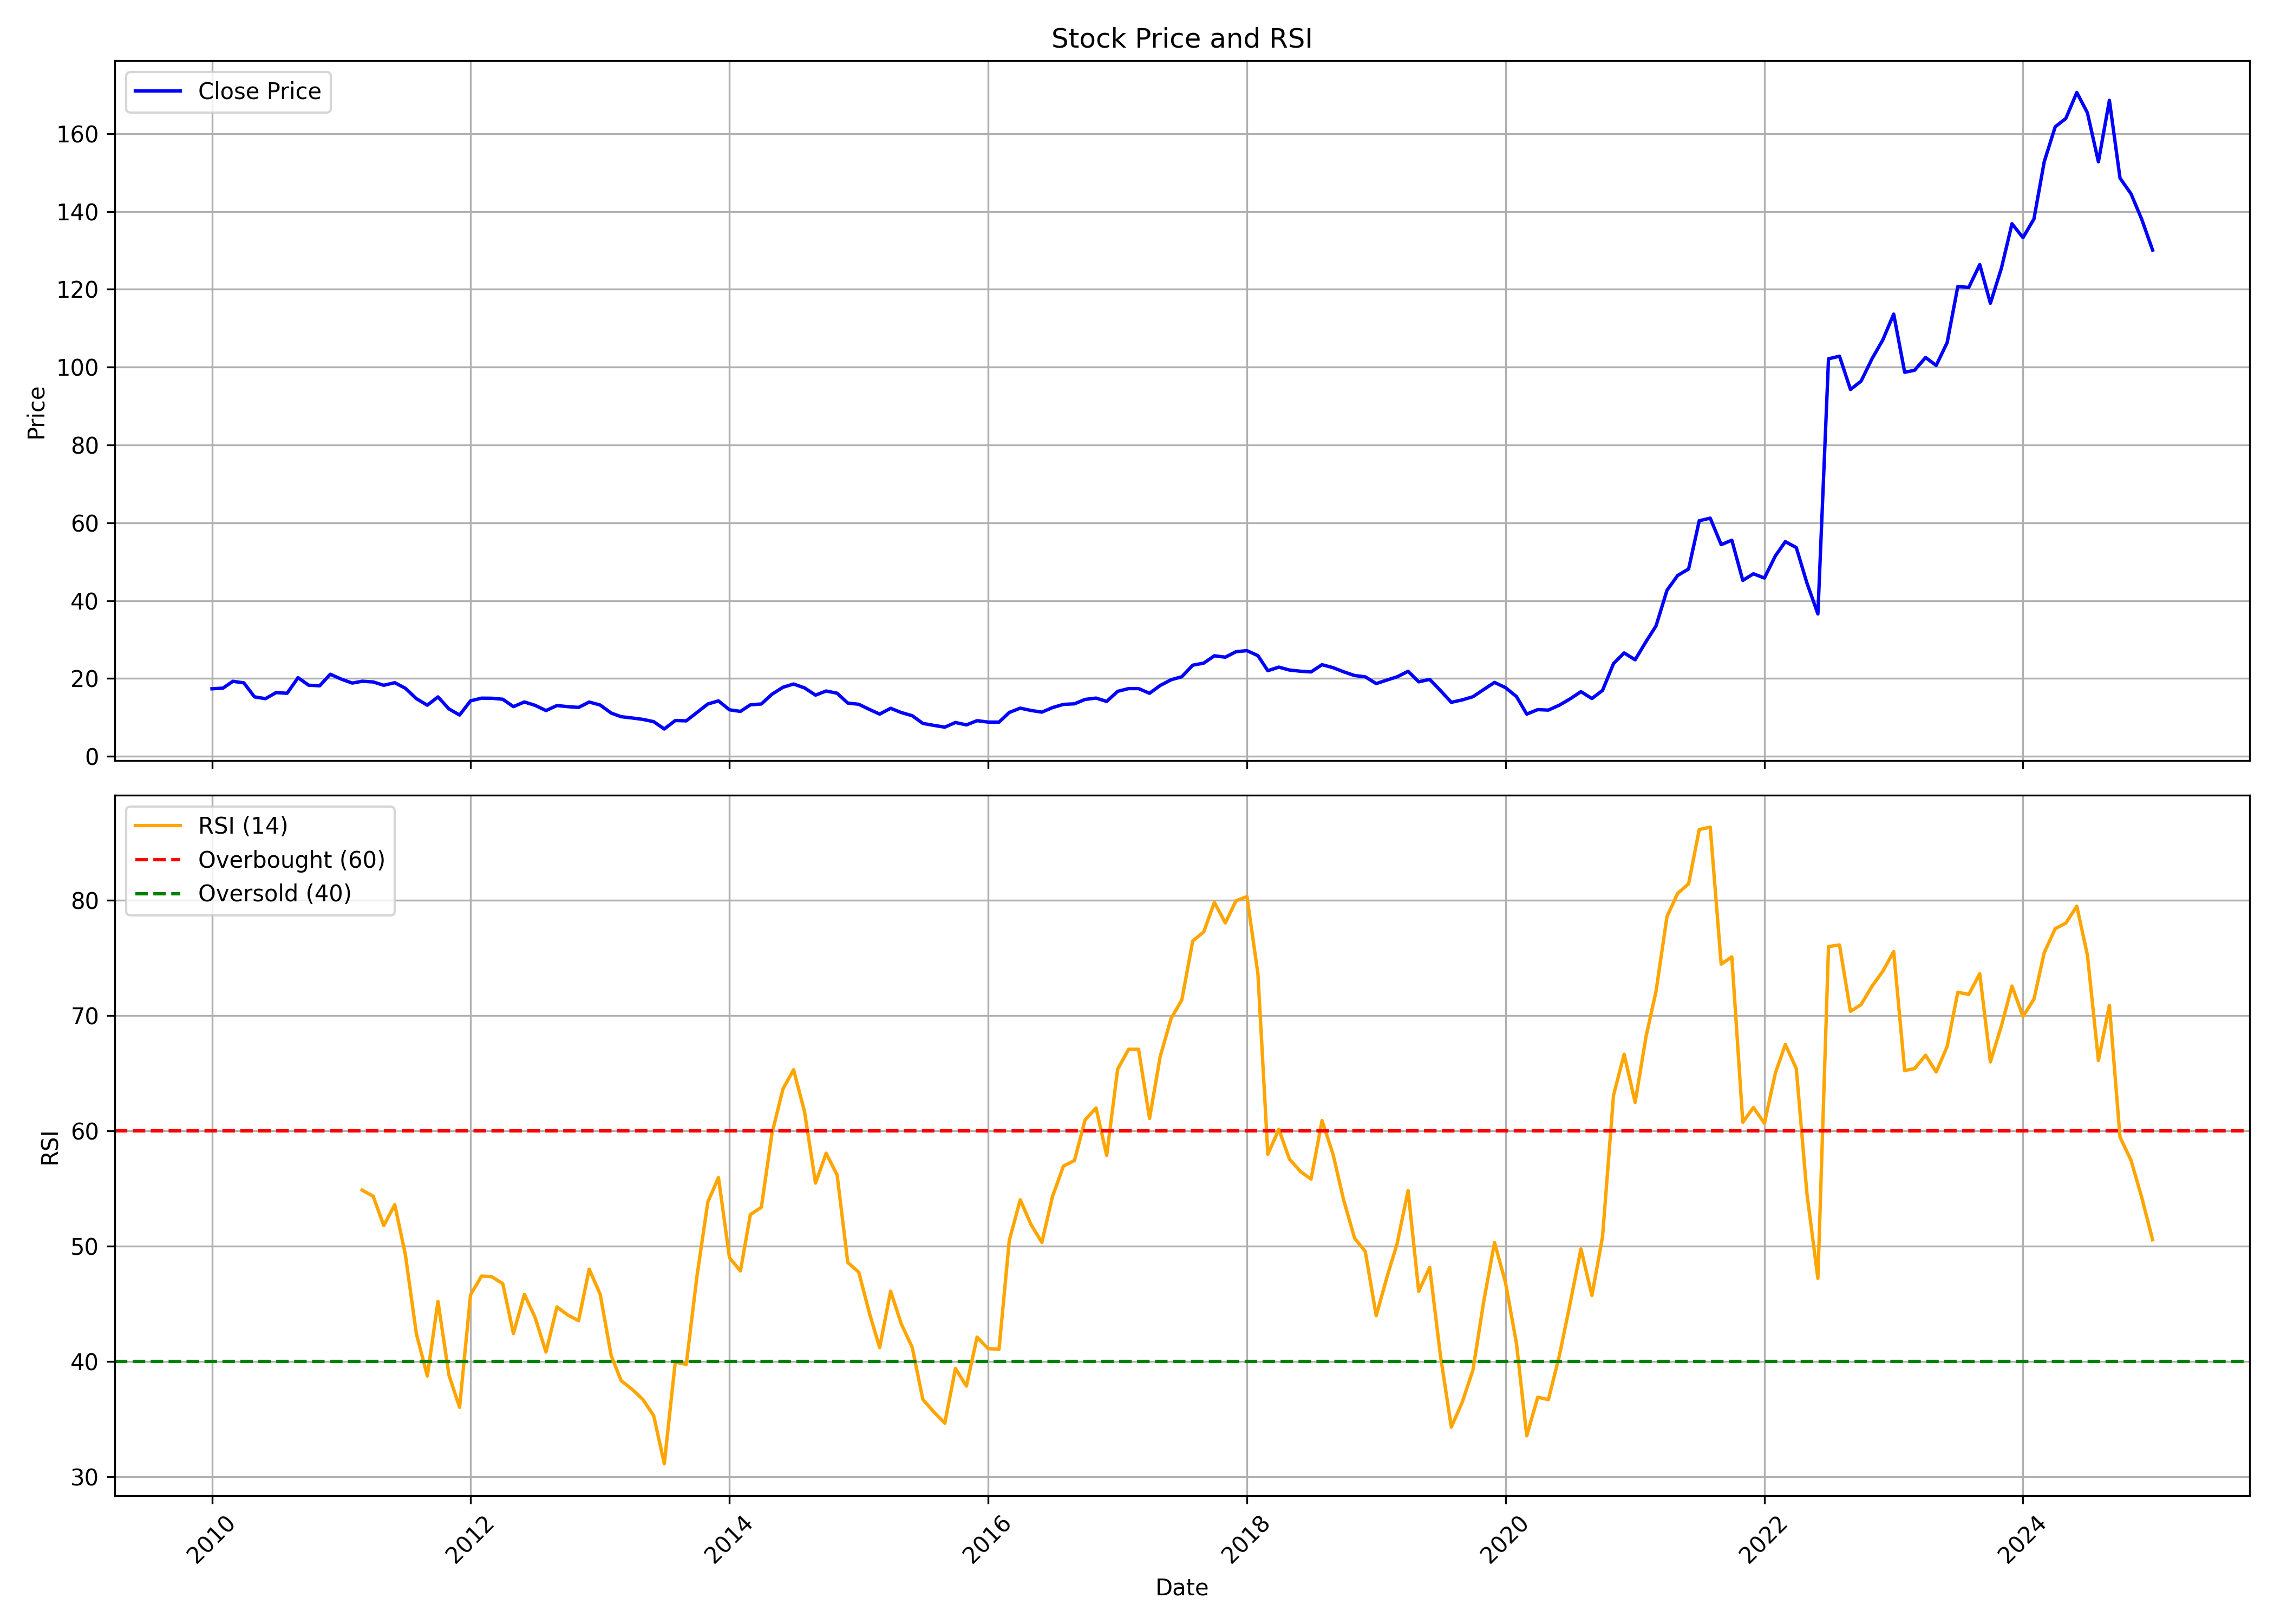 Stock Price and RSI
Close Price
160
140
120
100
80
60
40
20
0
Price
RSI (14)
Overbought (60)
Oversold (40)
80
70
60
50
40
30
RSI
2010
2012
2014
2016
2018
2020
2022
2024
Date